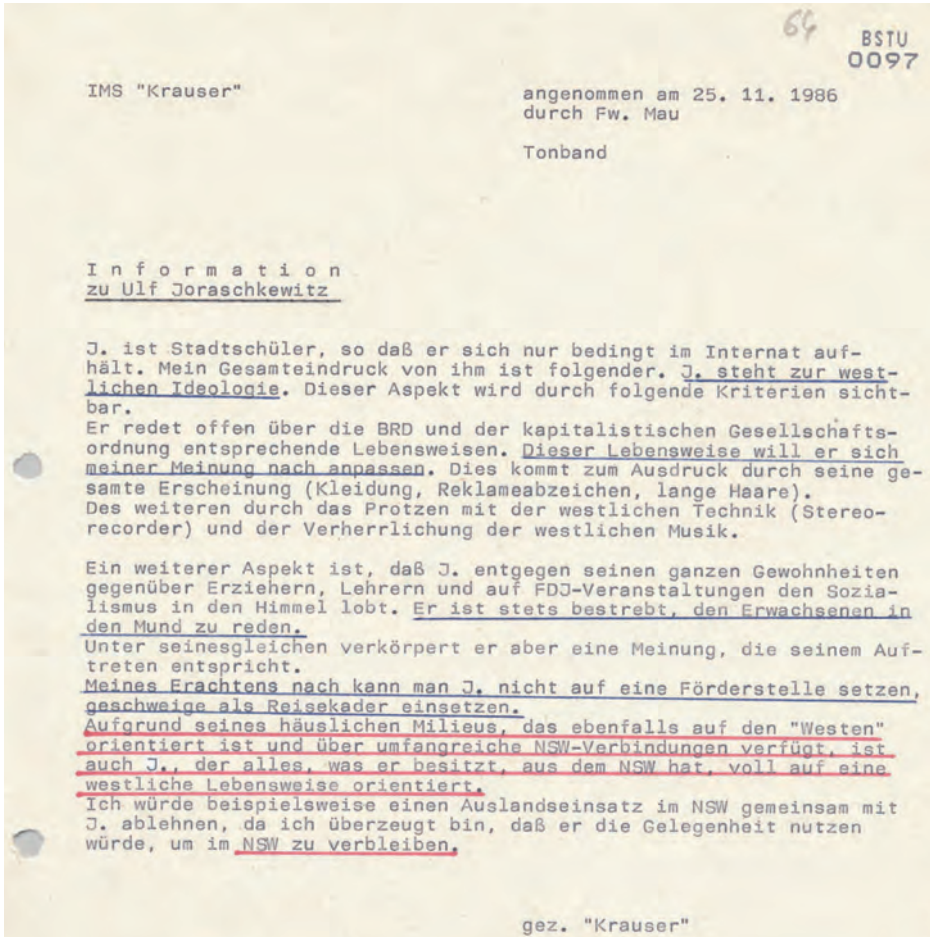 64
BSTU
0097
IMS "Krauser"
angenommen am 25. 11. 1986
durch Fw. Mau
Tonband
I n f o r m a t i o n
zu Ulf Joraschkewitz
J. ist Stadtschüler, so daß er sich nur bedingt im Internat auf-
hält. Mein Gesamteindruck von ihm ist folgender. J. steht zur west-
lichen Ideologie. Dieser Aspekt wird durch folgende Kriterien sicht-
bar.
Er redet offen über die BRD und der kapitalistischen Gesellschafts-
ordnung entsprechende Lebensweisen. Dieser Lebensweise will er sich
meiner Meinung nach anpassen. Dies kommt zum Ausdruck durch seine ge-
samte Erscheinung (Kleidung, Reklameabzeichen, lange Haare).
Des weiteren durch das Protzen mit der westlichen Technik (Stereo-
recorder) und der Verherrlichung der westlichen Musik.
Ein weiterer Aspekt ist, daß J. entgegen seinen ganzen Gewohnheiten
gegenüber Erziehern, Lehrern und auf FDJ-Veranstaltungen den Sozia-
lismus in den Himmel lobt. Er ist stets bestrebt, den Erwachsenen in
den Mund zu reden.
Unter seinesgleichen verkörpert er aber eine Meinung, die seinem Auf-
treten entspricht.
Meines Erachtens nach kann man J. nicht auf eine Förderstelle setzen,
geschweige als Reisekader einsetzen.
Aufgrund seines häuslichen Milieus, das ebenfalls auf den "Westen"
orientiert ist und über umfangreiche NSW-Verbindungen verfügt, ist
auch J., der alles, was er besitzt, aus dem NSW hat, voll auf eine
westliche Lebensweise orientiert.
Ich würde beispielsweise einen Auslandseinsatz im NSW gemeinsam mit
J. ablehnen, da ich überzeugt bin, daß er die Gelegenheit nutzen
würde, um im NSW zu verbleiben.
gez. "Krauser"